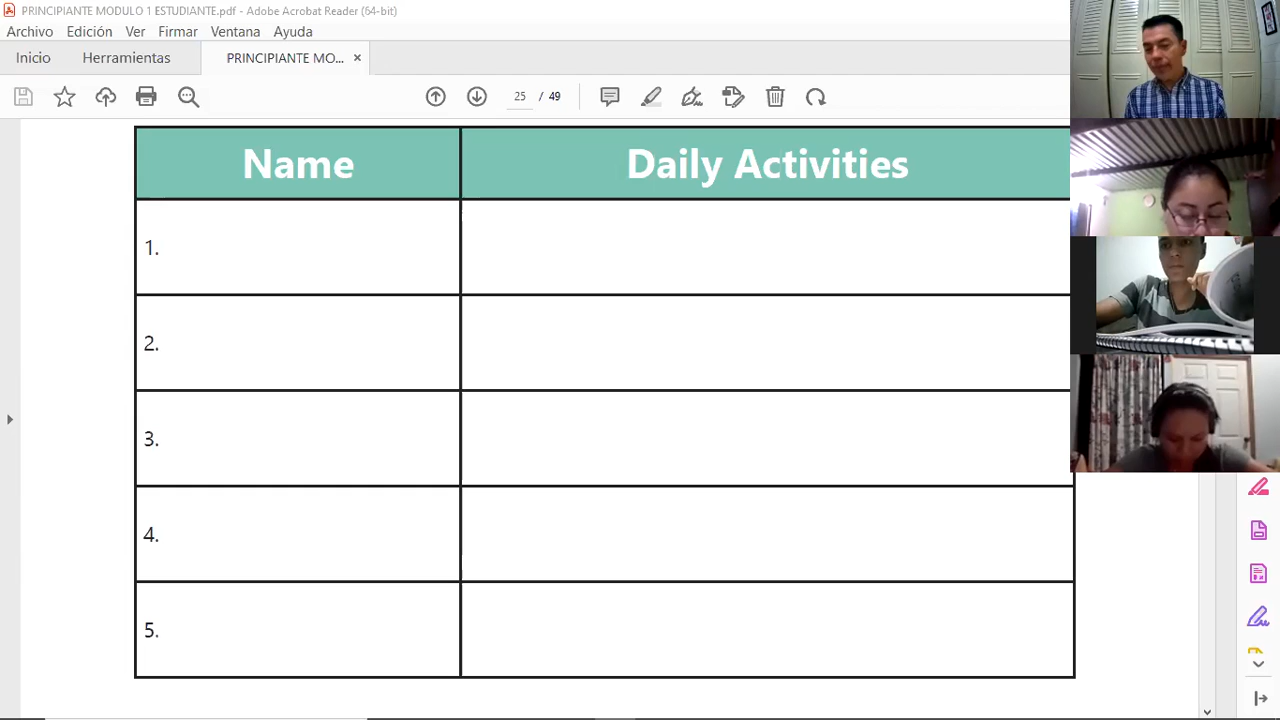 PRINCIPIANTE MODULO 1 ESTUDIANTE.pdf - Adobe Acrobat Reader (64-bit)
Archivo Edición Ver Firmar Ventana Ayuda
Inicio Herramientas PRINCIPIANTE MO... ×
25 / 49
Name Daily Activities
1.
2.
3.
4.
5.